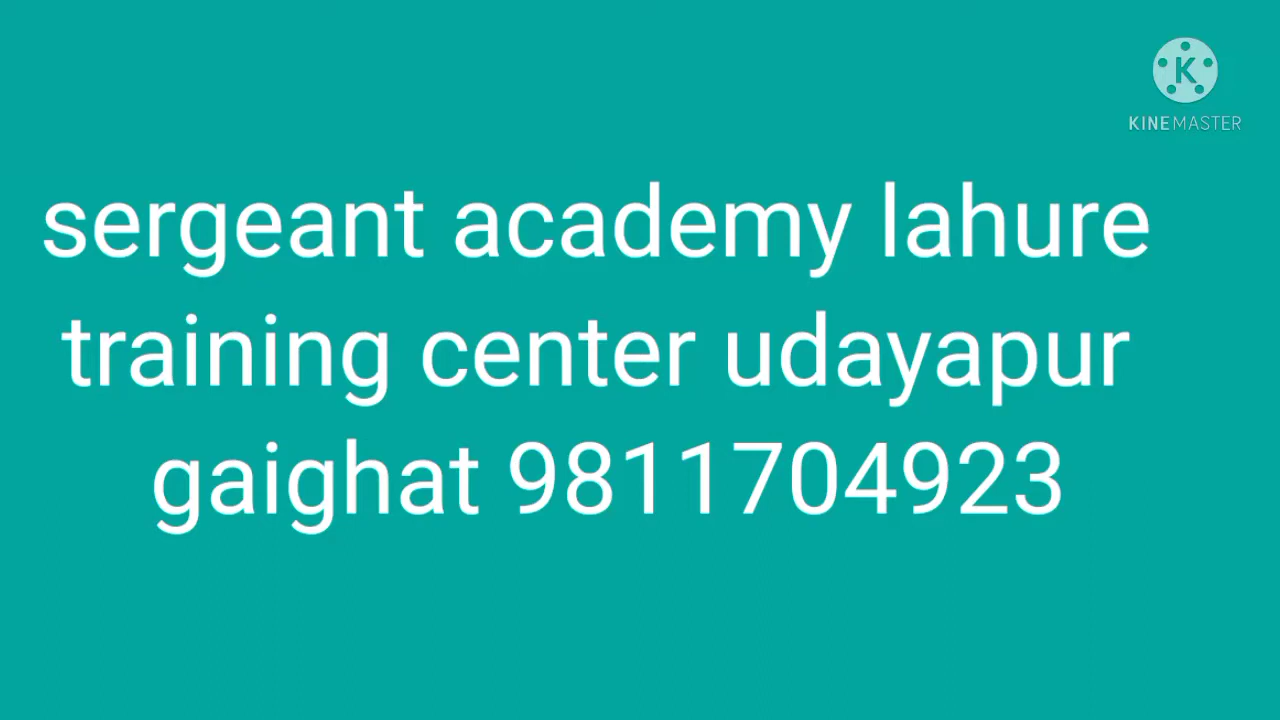 K
KINEMASTER
sergeant academy lahure
training center udayapur
gaighat 9811704923